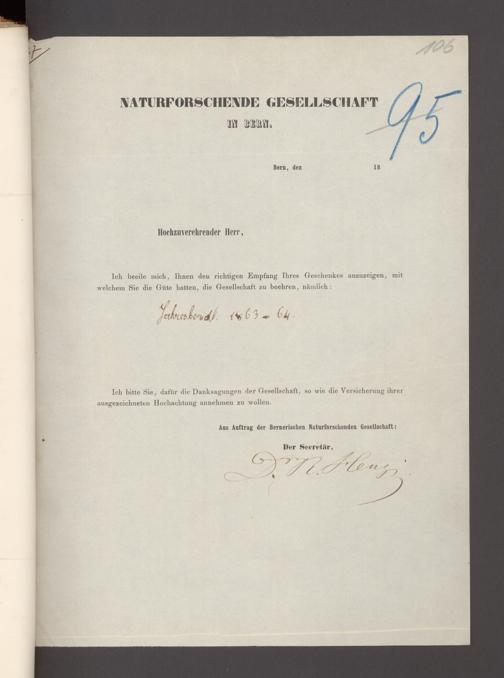 106
95
NATURFORSCHENDE GESELLSCHAFT
IN BERN.
Bern, den 18
Hochzuverehrender Herr,
Ich beeile mich, Ihnen den richtigen Empfang Ihres Geschenkes anzuzeigen, mit
welchem Sie die Güte hatten, die Gesellschaft zu beehren, nämlich:
1863-64.
Ich bitte Sie, dafür die Danksagungen der Gesellschaft, so wie die Versicherung ihrer
ausgezeichneten Hochachtung annehmen zu wollen.
Aus Auftrag der Bernerischen Naturforschenden Gesellschaft:
Der Secretär,
Dr. R. Henzi